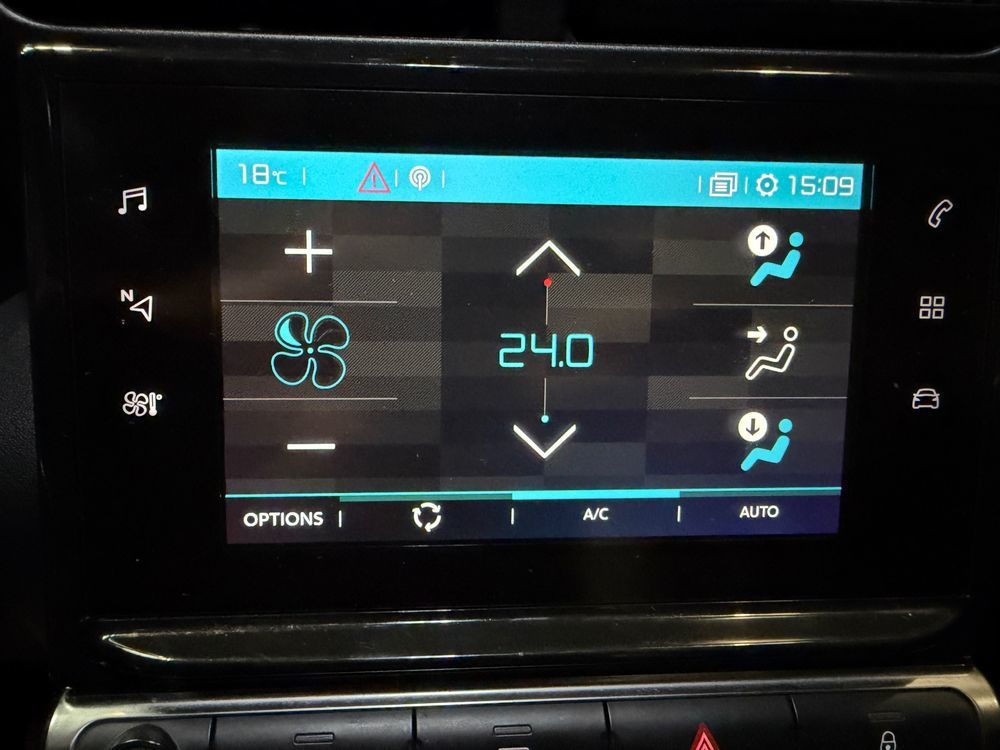 18°C
15:09
N
24.0
OPTIONS
A/C
AUTO